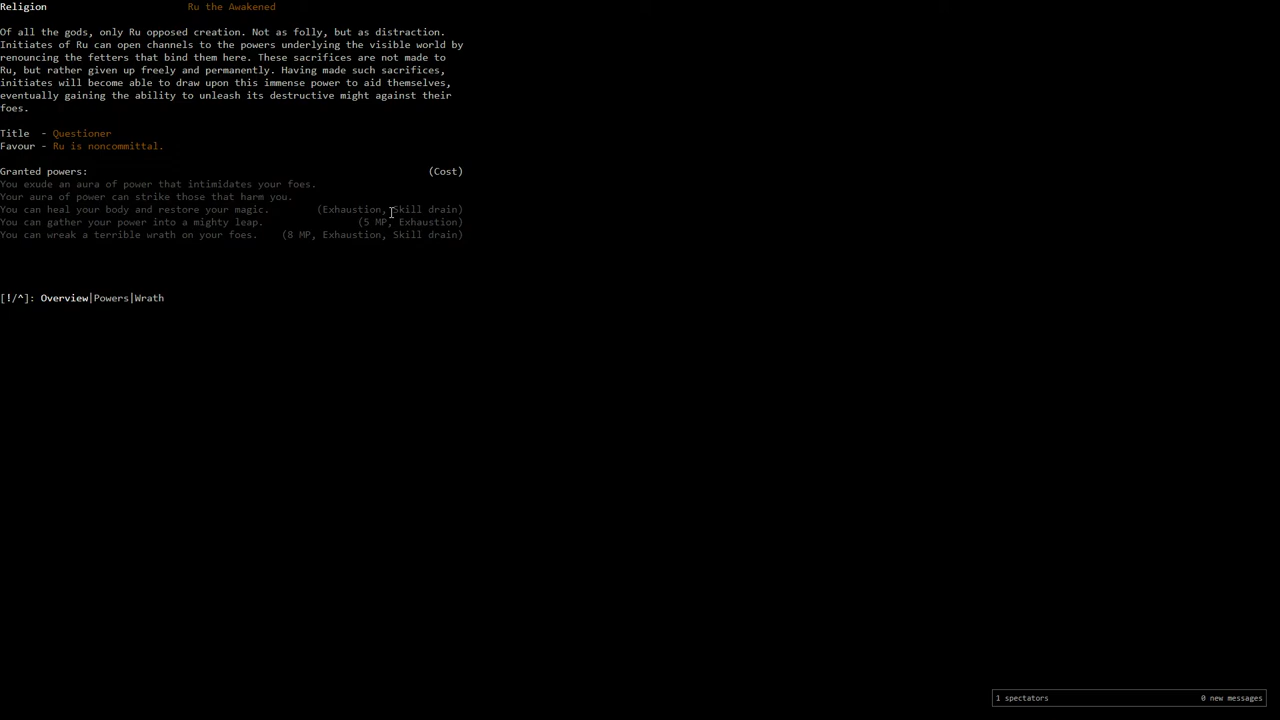 Religion Ru the Awakened
Of all the gods, only Ru opposed creation. Not as folly, but as distraction.
Initiates of Ru can open channels to the powers underlying the visible world by
renouncing the fetters that bind them here. These sacrifices are not made to
Ru, but rather given up freely and permanently. Having made such sacrifices,
initiates will become able to draw upon this immense power to aid themselves,
eventually gaining the ability to unleash its destructive might against their
foes.
Title - Questioner
Favour - Ru is noncommittal.
Granted powers: (Cost)
You exude an aura of power that intimidates your foes.
Your aura of power can strike those that harm you.
You can heal your body and restore your magic. (Exhaustion, Skill drain)
You can gather your power into a mighty leap. (5 MP, Exhaustion)
You can wreak a terrible wrath on your foes. (8 MP, Exhaustion, Skill drain)
[!/^]: Overview|Powers|Wrath
1 spectators 0 new messages